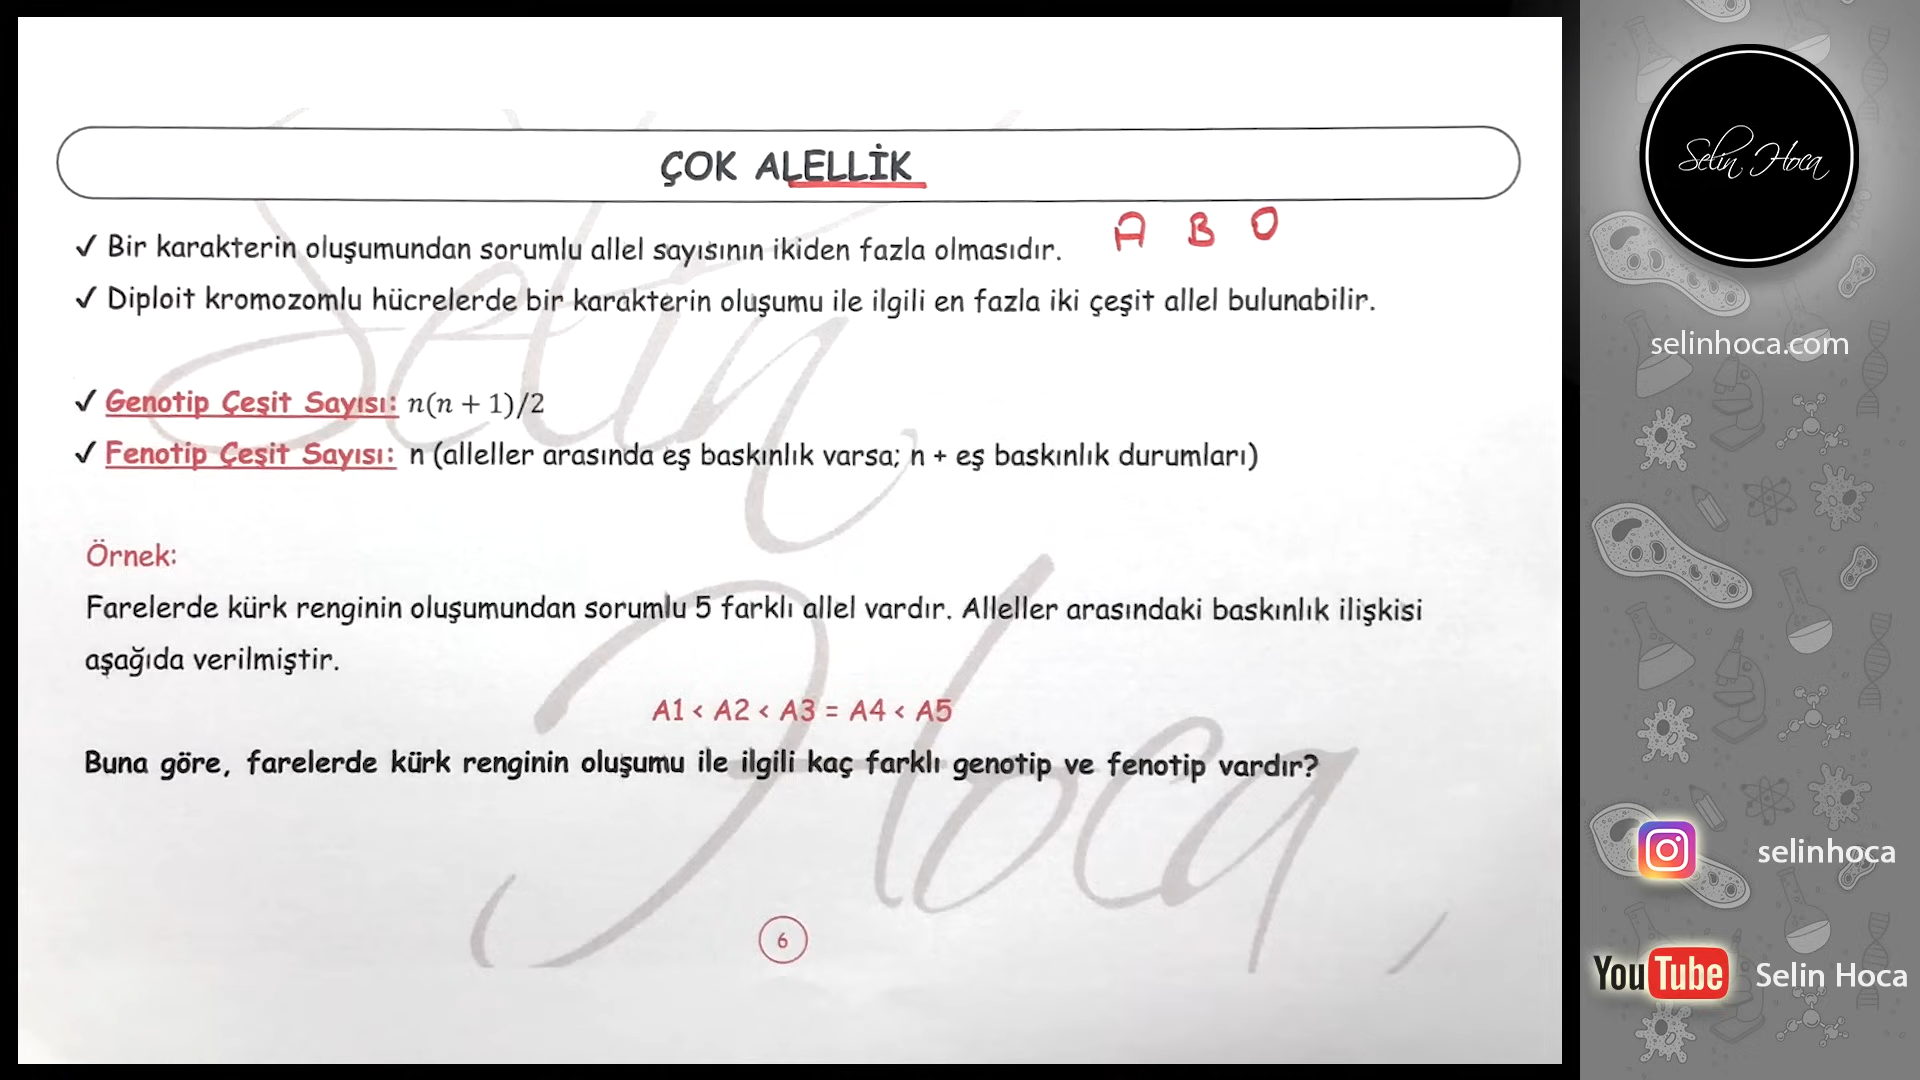 ÇOK ALELLİK
A B O
✓ Bir karakterin oluşumundan sorumlu allel sayısının ikiden fazla olmasıdır.
✓ Diploit kromozomlu hücrelerde bir karakterin oluşumu ile ilgili en fazla iki çeşit allel bulunabilir.
✓ Genotip Çeşit Sayısı: n(n + 1)/2
✓ Fenotip Çeşit Sayısı: n (alleller arasında eş baskınlık varsa; n + eş baskınlık durumları)
Örnek:
Farelerde kürk renginin oluşumundan sorumlu 5 farklı allel vardır. Alleller arasındaki baskınlık ilişkisi
aşağıda verilmiştir.
A1 < A2 < A3 = A4 < A5
Buna göre, farelerde kürk renginin oluşumu ile ilgili kaç farklı genotip ve fenotip vardır?
6
Selin Hoca
Selin Hoca
selinhoca.com
selinhoca
YouTube Selin Hoca